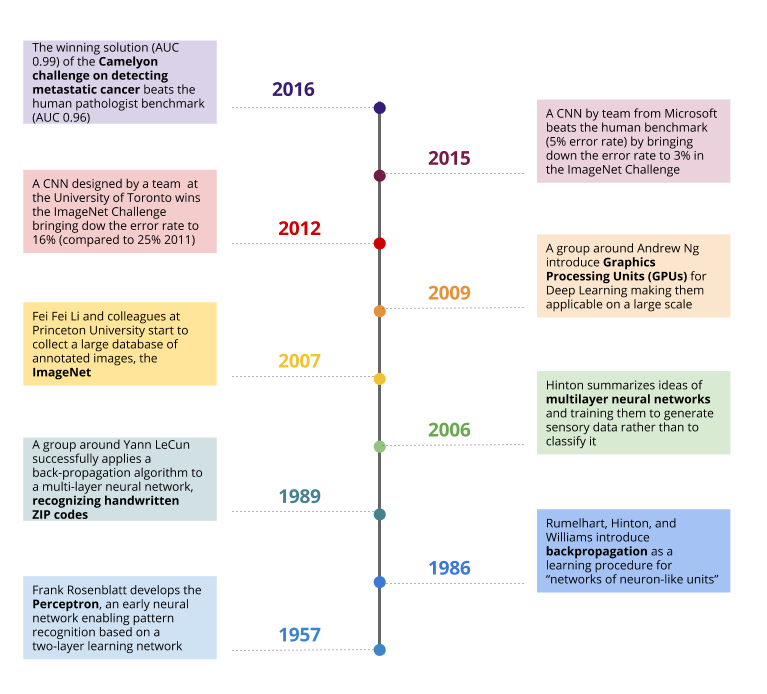 The winning solution (AUC
0.99) of the Camelyon
challenge on detecting
metastatic cancer beats the
human pathologist benchmark
(AUC 0.96)
2016
A CNN by team from Microsoft
beats the human benchmark
(5% error rate) by bringing
down the error rate to 3% in
the ImageNet Challenge
2015
A CNN designed by a team at
the University of Toronto wins
the ImageNet Challenge
bringing dow the error rate to
16% (compared to 25% 2011)
2012
A group around Andrew Ng
introduce Graphics
Processing Units (GPUs) for
Deep Learning making them
applicable on a large scale
2009
Fei Fei Li and colleagues at
Princeton University start to
collect a large database of
annotated images, the
ImageNet
2007
Hinton summarizes ideas of
multilayer neural networks
and training them to generate
sensory data rather than to
classify it
2006
A group around Yann LeCun
successfully applies a
back-propagation algorithm to
a multi-layer neural network,
recognizing handwritten
ZIP codes
1989
Rumelhart, Hinton, and
Williams introduce
backpropagation as a
learning procedure for
“networks of neuron-like units”
1986
Frank Rosenblatt develops the
Perceptron, an early neural
network enabling pattern
recognition based on a
two-layer learning network
1957